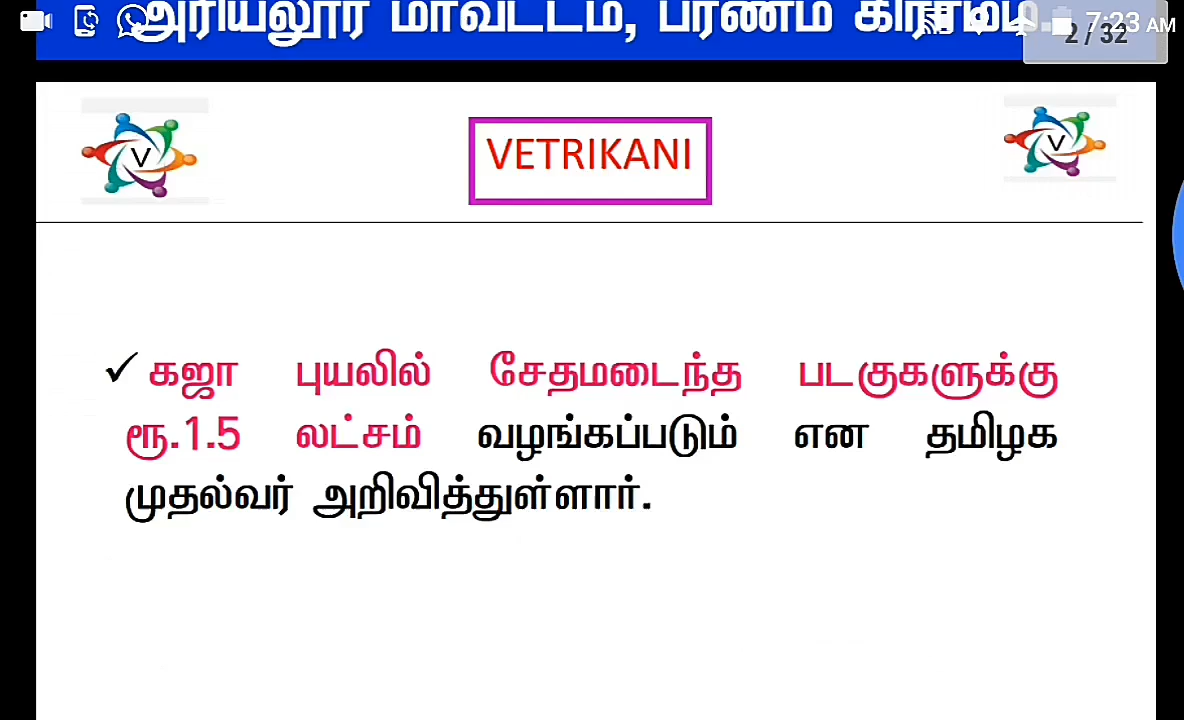 அரியலூர் மாவட்டம், பரணம் கிராமம்.
7:23 AM
2 / 32
V
VETRIKANI
V
கஜா புயலில் சேதமடைந்த படகுகளுக்கு
ரூ.1.5 லட்சம் வழங்கப்படும் என தமிழக
முதல்வர் அறிவித்துள்ளார்.